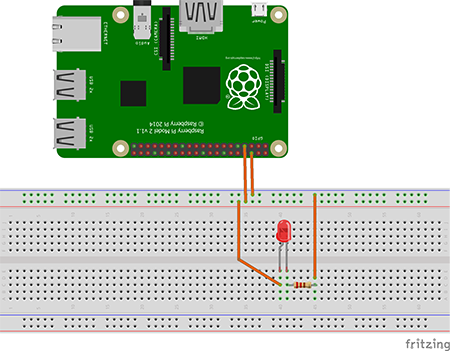 ETHERNET
Audio
CSI (CAMERA)
HDMI
Power
USB 2x
USB 2x
DSI (DISPLAY)
© Raspberry Pi 2014
Raspberry Pi Model 2 v1.1
GPIO
fritzing